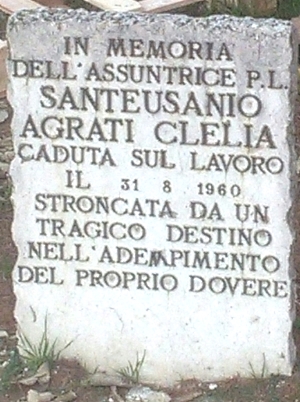 IN MEMORIA
DELL'ASSUNTRICE P.L.
SANTEUSANIO
AGRATI CLELIA
CADUTA SUL LAVORO
IL 31 8 1960
STRONCATA DA UN
TRAGICO DESTINO
NELL'ADEMPIMENTO
DEL PROPRIO DOVERE